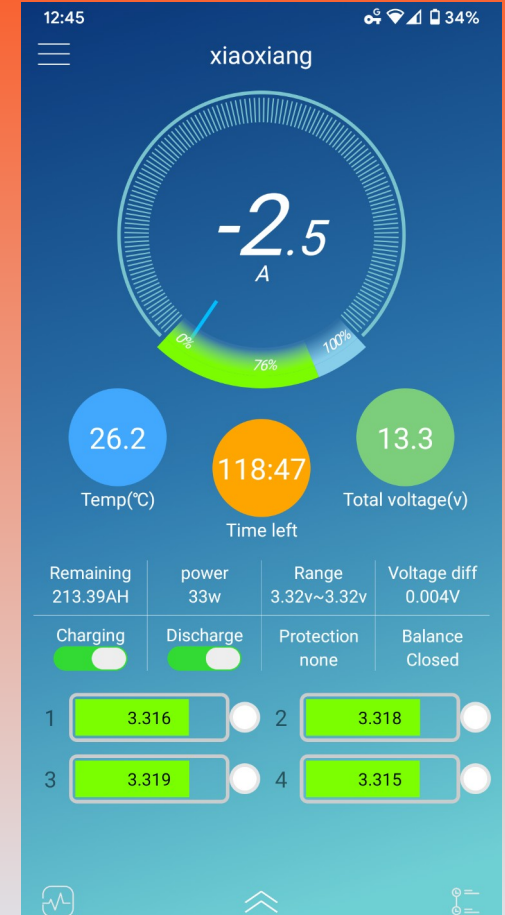 12:45 G 34%
xiaoxiang
-2.5
A
0% 76% 100%
26.2 118:47 13.3
Temp(℃) Time left Total voltage(v)
Remaining power Range Voltage diff
213.39AH 33w 3.32v~3.32v 0.004V
Charging Discharge Protection Balance
none Closed
1 3.316 2 3.318
3 3.319 4 3.315